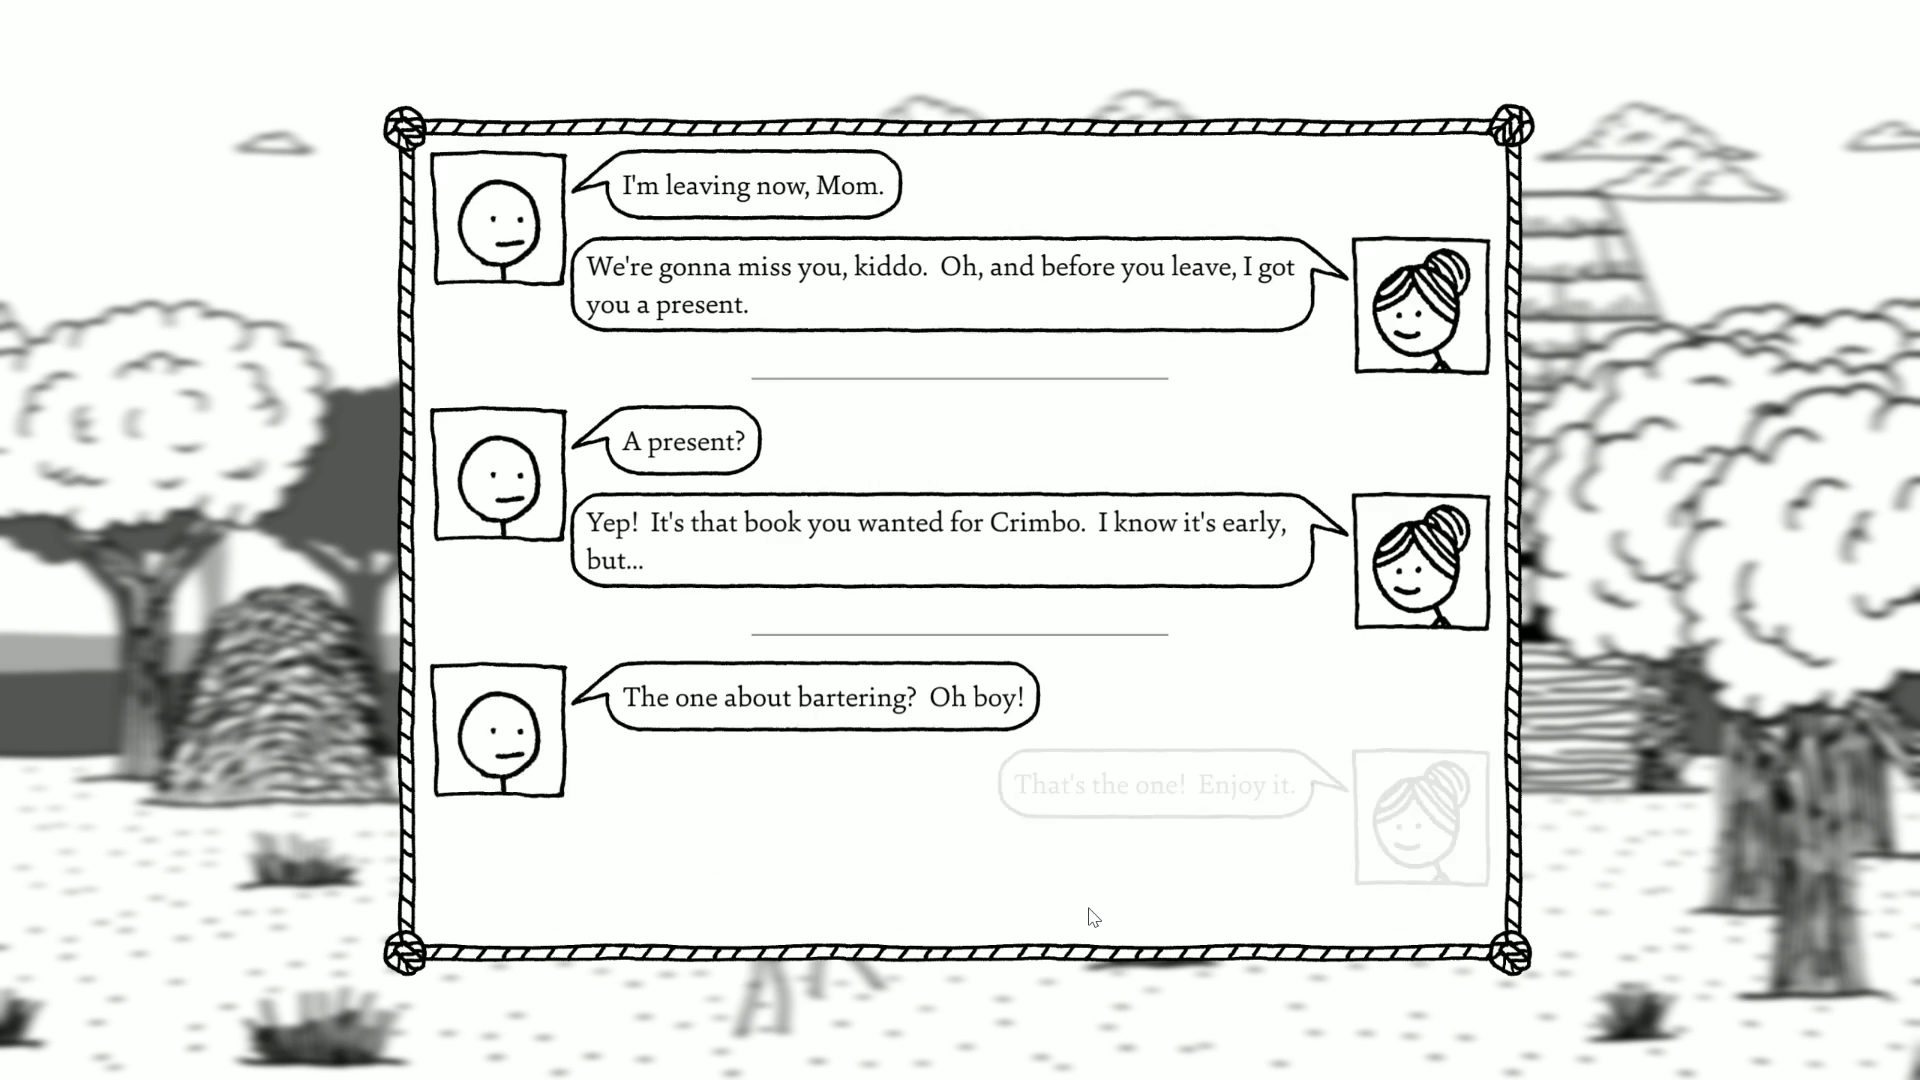 I'm leaving now, Mom.
We're gonna miss you, kiddo.  Oh, and before you leave, I got
you a present.
A present?
Yep!  It's that book you wanted for Crimbo.  I know it's early,
but...
The one about bartering?  Oh boy!
That's the one!  Enjoy it.